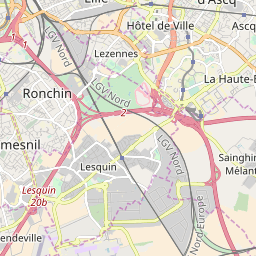 Lille
d'Ascq
Hôtel de Ville
Ascq
Lezennes
LGV Nord
LGV Nord
La Haute-B
Ronchin
1
2
LGV Nord
esmesnil
Lesquin
Sainghin
Mélant
Lesquin
20b
Nord-Europe
endeville